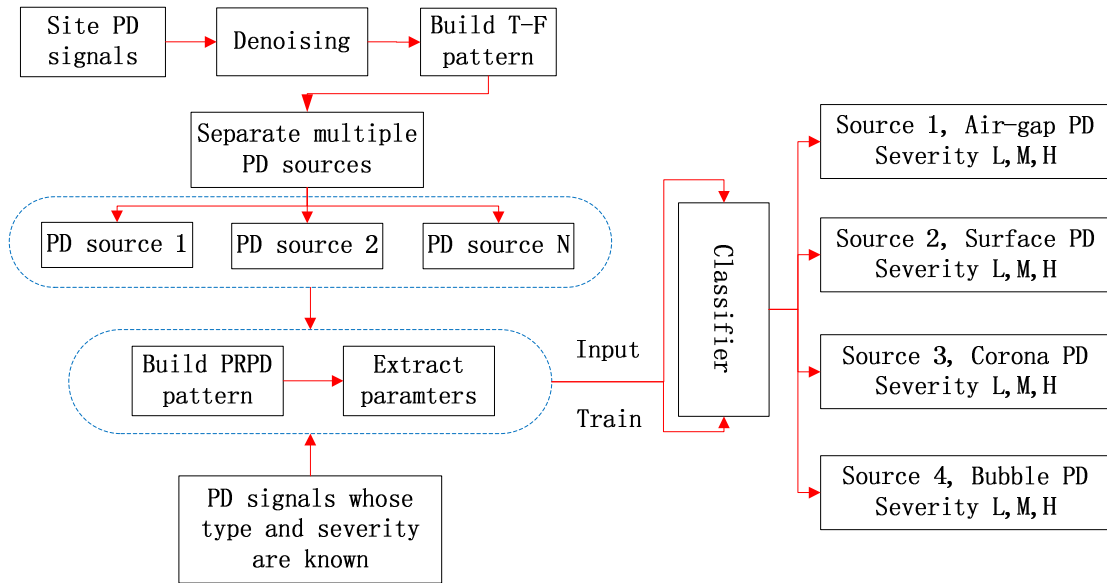 Site PD
signals
Denoising
Build T-F
pattern
Separate multiple
PD sources
PD source 1
PD source 2
PD source N
Build PRPD
pattern
Extract
paramters
PD signals whose
type and severity
are known
Input
Train
Classifier
Source 1, Air-gap PD
Severity L,M,H
Source 2, Surface PD
Severity L,M,H
Source 3, Corona PD
Severity L,M,H
Source 4, Bubble PD
Severity L,M,H